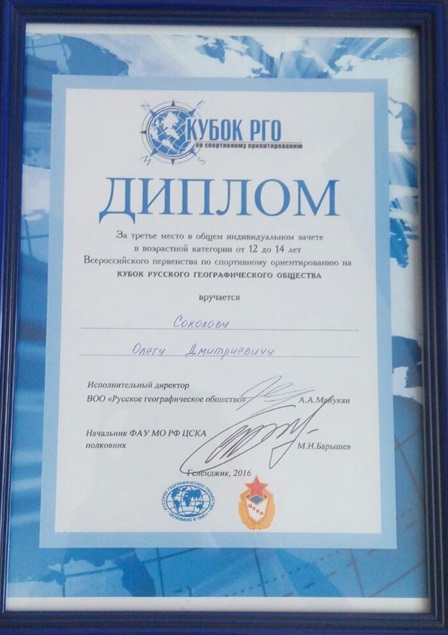 N
E
КУБОК РГО
по спортивному ориентированию
W
S
ДИПЛОМ
За третье место в общем индивидуальном зачете
в возрастной категории от 12 до 14 лет
Всероссийского первенства по спортивному ориентированию на
КУБОК РУССКОГО ГЕОГРАФИЧЕСКОГО ОБЩЕСТВА
вручается
Соколову
Олегу Дмитриевичу
Исполнительный директор
ВОО «Русское географическое общество» А.А.Манукян
Начальник ФАУ МО РФ ЦСКА
полковник М.Н.Барышев
Геленджик, 2016